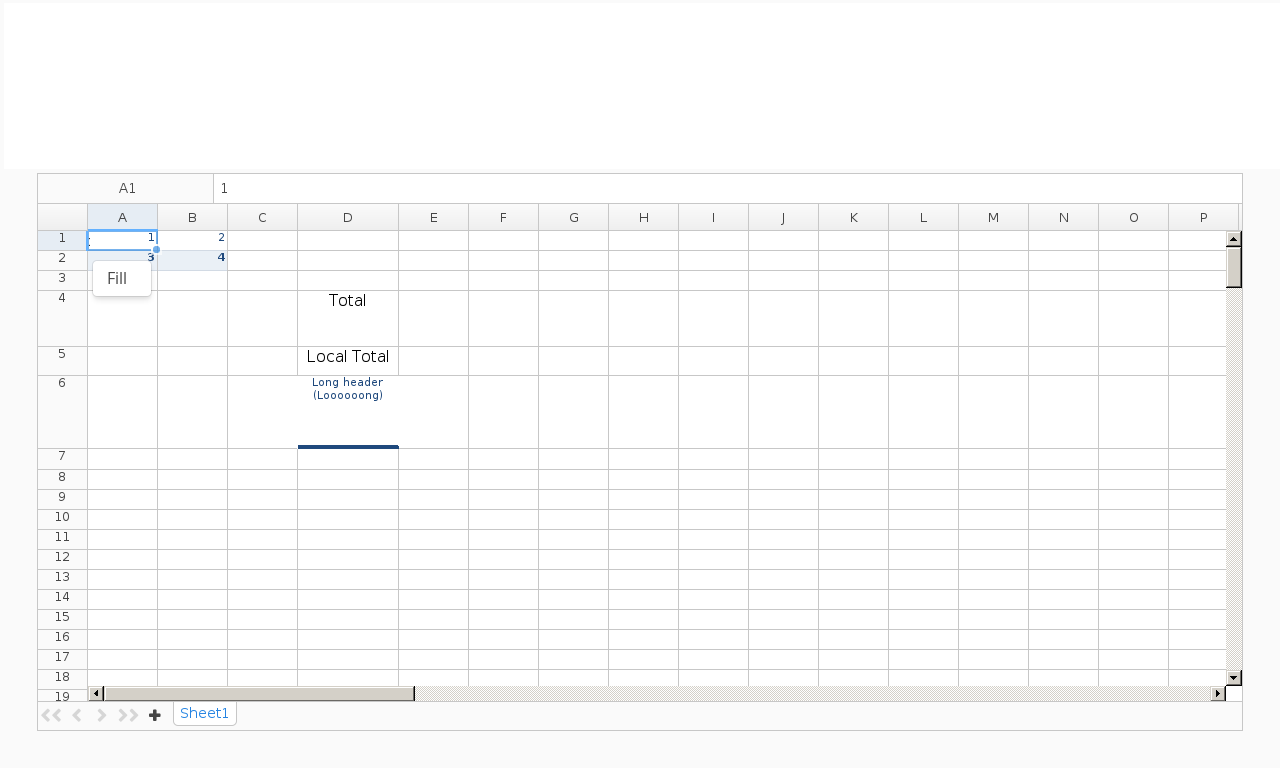 A1 1
A B C D E F G H I J K L M N O P
1 1 2
2 3 4
Fill
3
4 Total
5 Local Total
6 Long header
(Loooooong)
7
8
9
10
11
12
13
14
15
16
17
18
19
Sheet1